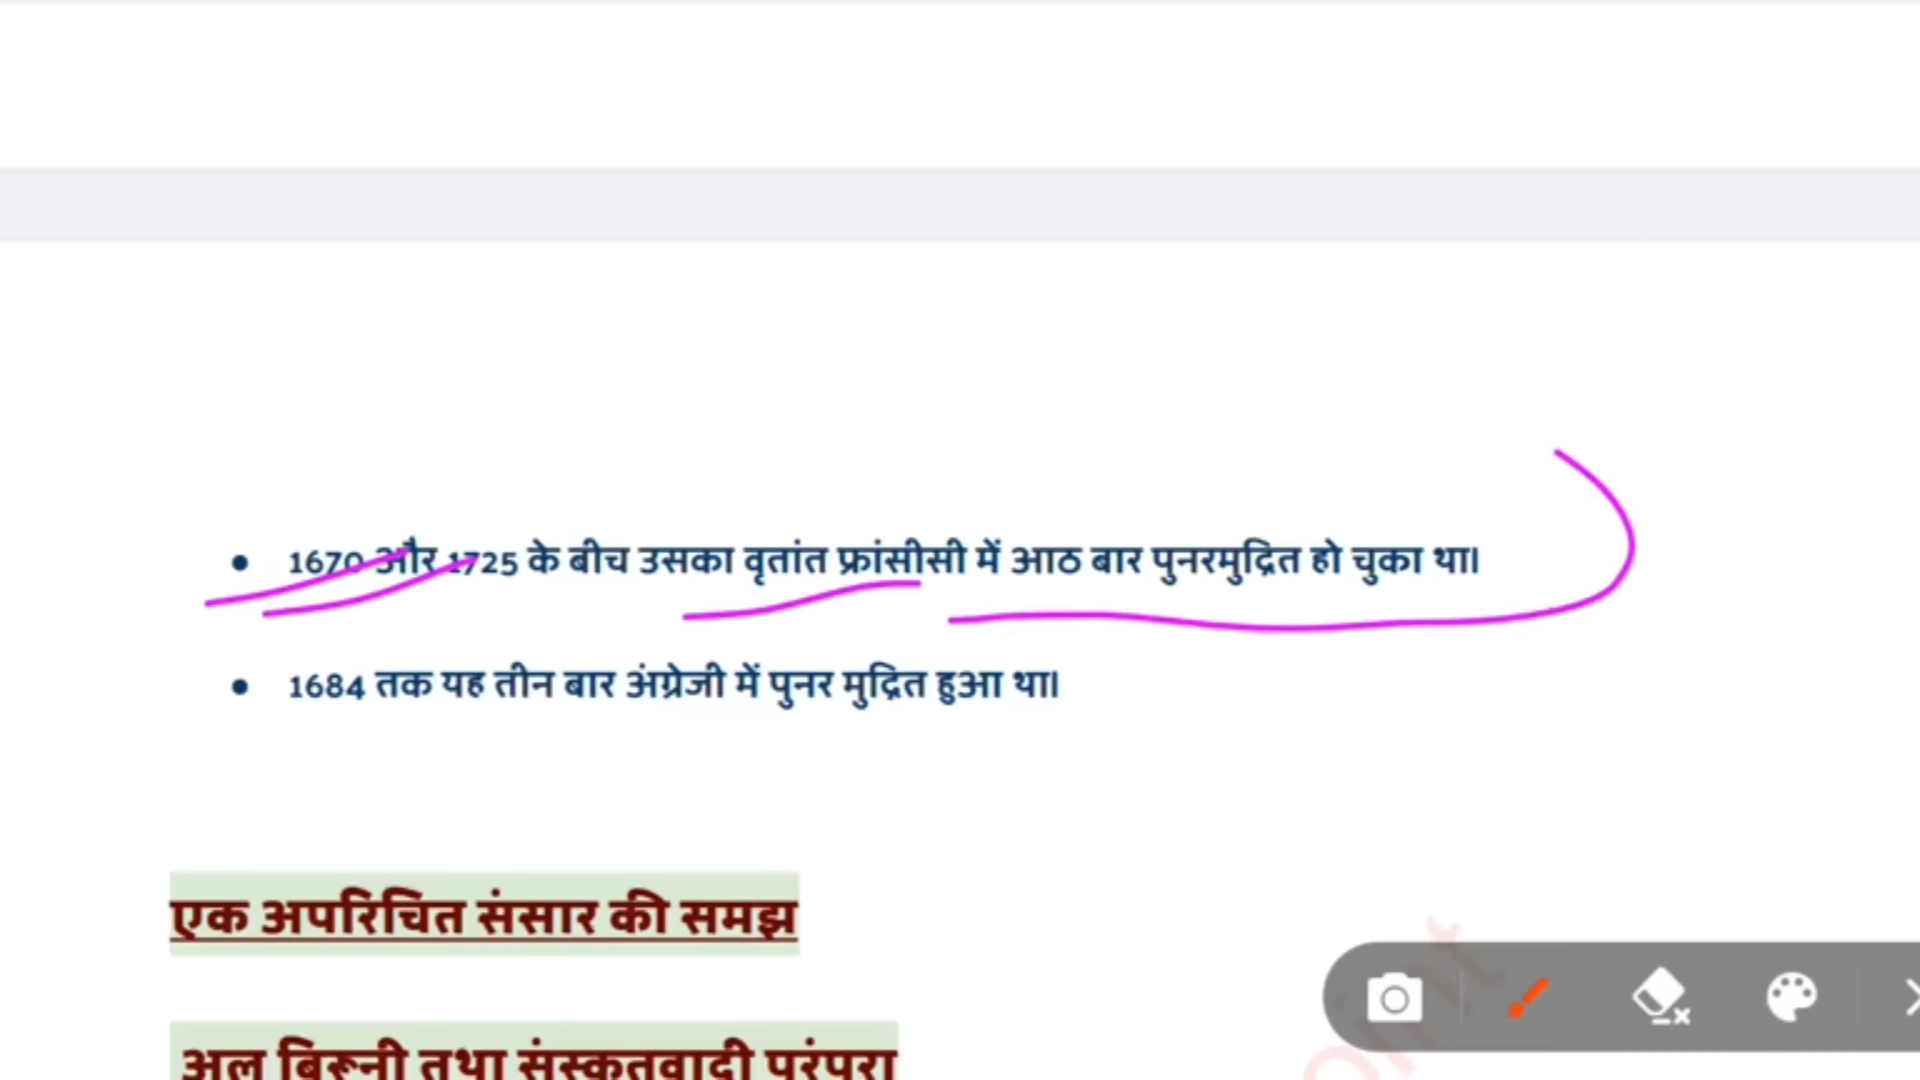 • 1670 और 1725 के बीच उसका वृतांत फ्रांसीसी में आठ बार पुनरमुद्रित हो चुका था।
• 1684 तक यह तीन बार अंग्रेजी में पुनर मुद्रित हुआ था।
एक अपरिचित संसार की समझ
अल बिरूनी तथा संस्कृतवादी परंपरा